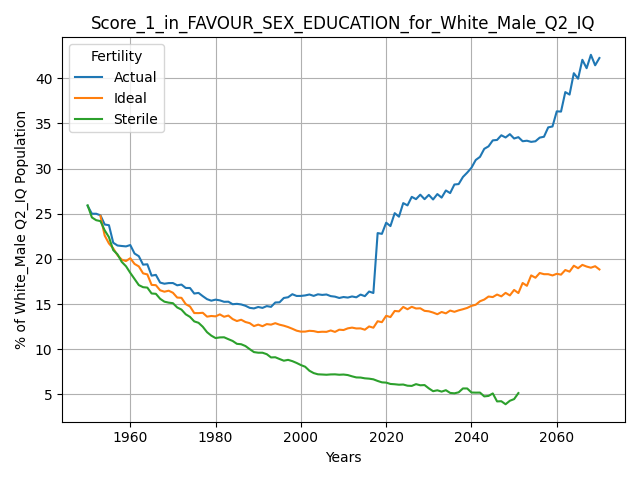 Score_1_in_FAVOUR_SEX_EDUCATION_for_White_Male_Q2_IQ
Fertility
Actual
Ideal
Sterile
% of White_Male Q2_IQ Population
40
35
30
25
20
15
10
5
1960
1980
2000
2020
2040
2060
Years